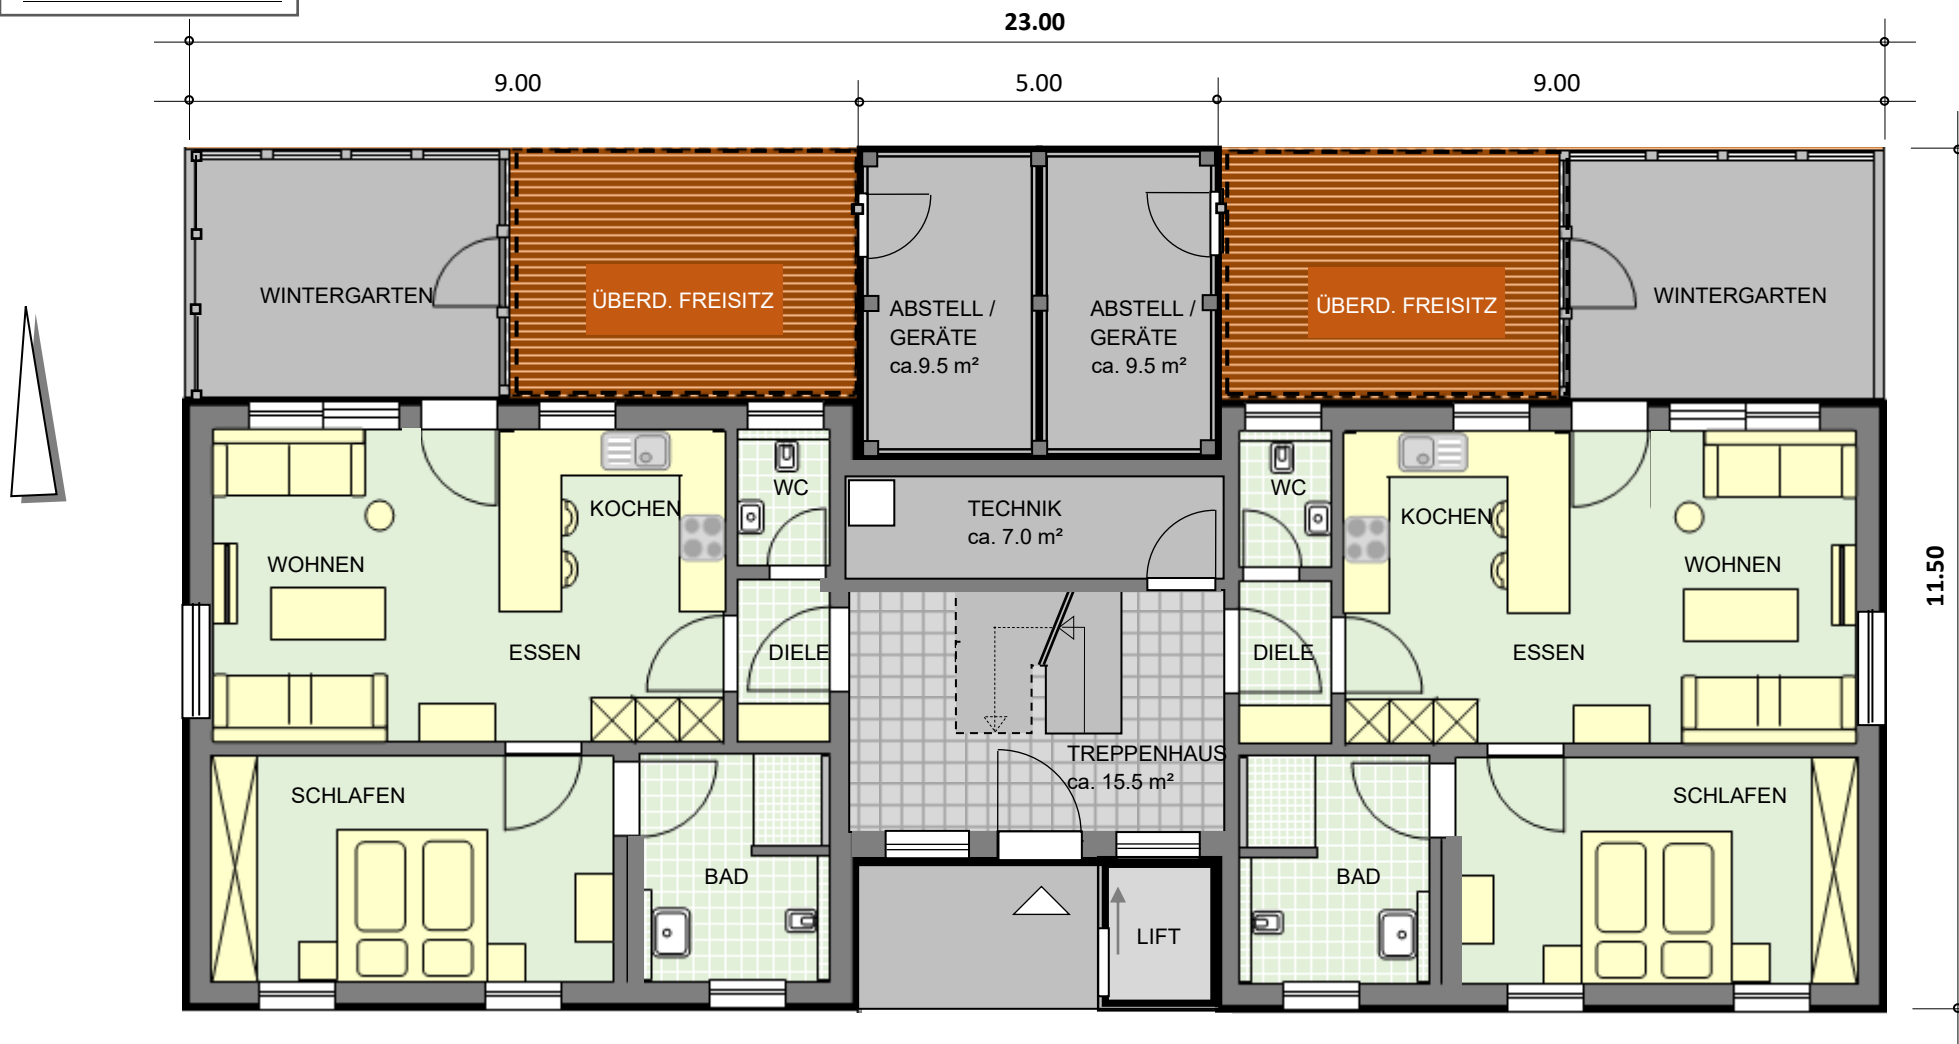 23.00
9.00
5.00
9.00
WINTERGARTEN
ÜBERD. FREISITZ
ABSTELL /
GERÄTE
ca.9.5 m²
ABSTELL /
GERÄTE
ca. 9.5 m²
ÜBERD. FREISITZ
WINTERGARTEN
KOCHEN
WC
TECHNIK
ca. 7.0 m²
WC
KOCHEN
WOHNEN
WOHNEN
11.50
ESSEN
DIELE
DIELE
ESSEN
TREPPENHAUS
ca. 15.5 m²
SCHLAFEN
SCHLAFEN
BAD
BAD
LIFT